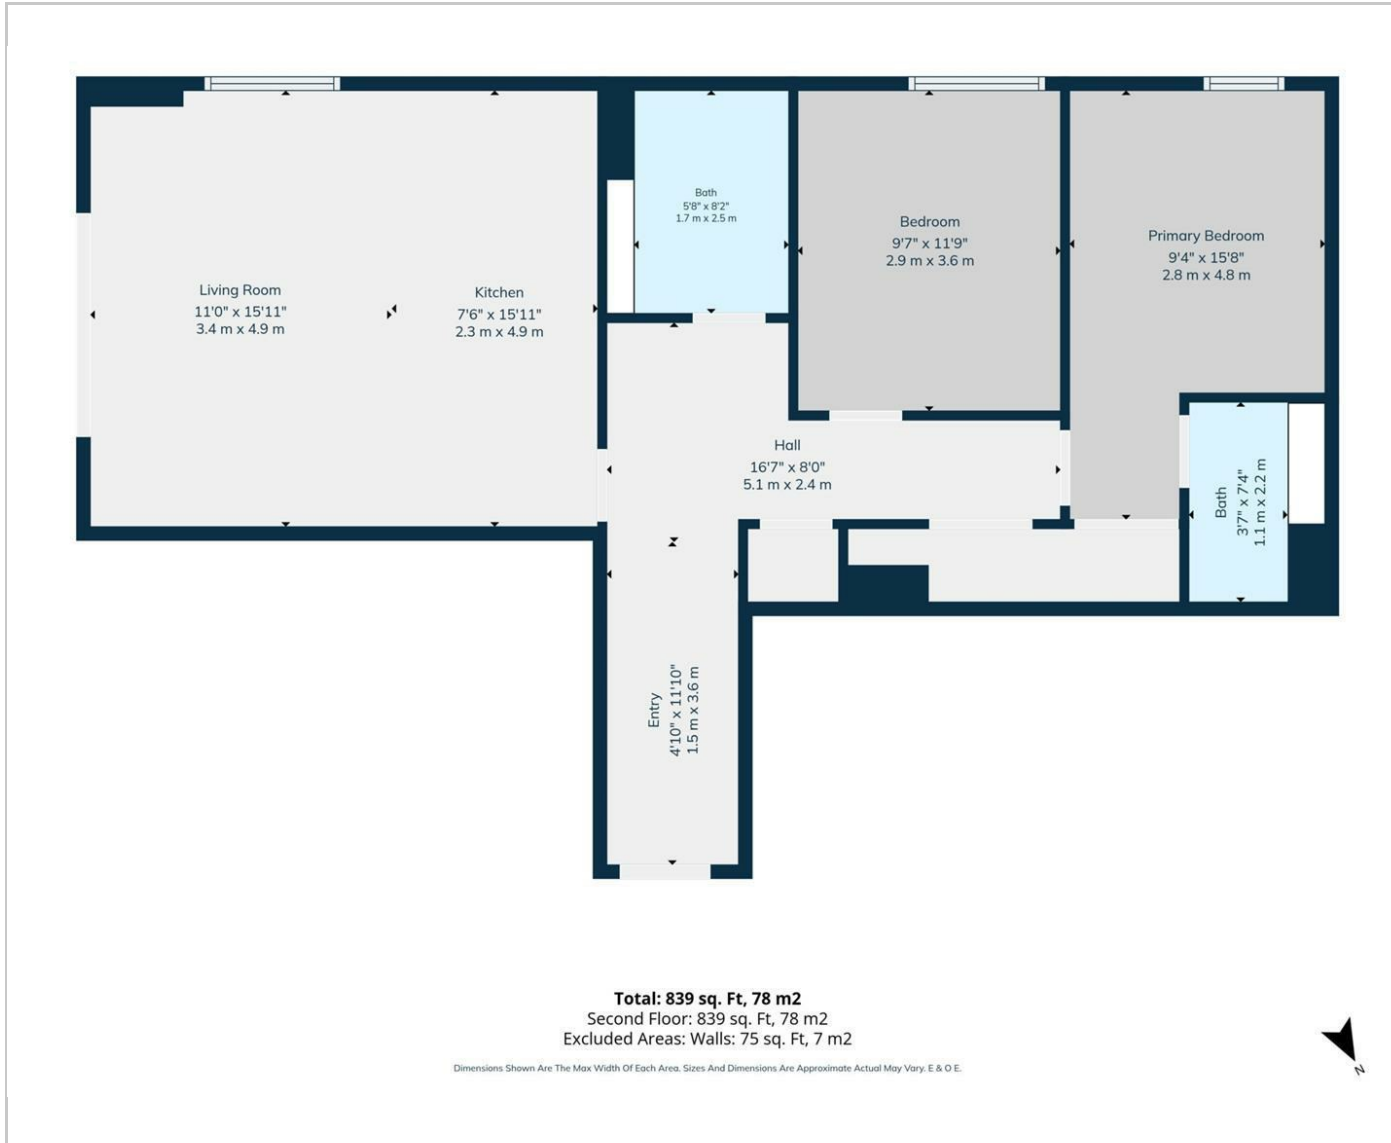 Bath
5'8" x 8'2"
1.7 m x 2.5 m
Bedroom
9'7" x 11'9"
2.9 m x 3.6 m
Primary Bedroom
9'4" x 15'8"
2.8 m x 4.8 m
Living Room
11'0" x 15'11"
3.4 m x 4.9 m
Kitchen
7'6" x 15'11"
2.3 m x 4.9 m
Hall
16'7" x 8'0"
5.1 m x 2.4 m
Bath
3'7" x 7'4"
1.1 m x 2.2 m
Entry
4'10" x 11'10"
1.5 m x 3.6 m
Total: 839 sq. Ft, 78 m2
Second Floor: 839 sq. Ft, 78 m2
Excluded Areas: Walls: 75 sq. Ft, 7 m2
Dimensions Shown Are The Max Width Of Each Area. Sizes And Dimensions Are Approximate Actual May Vary. E & O E.
N